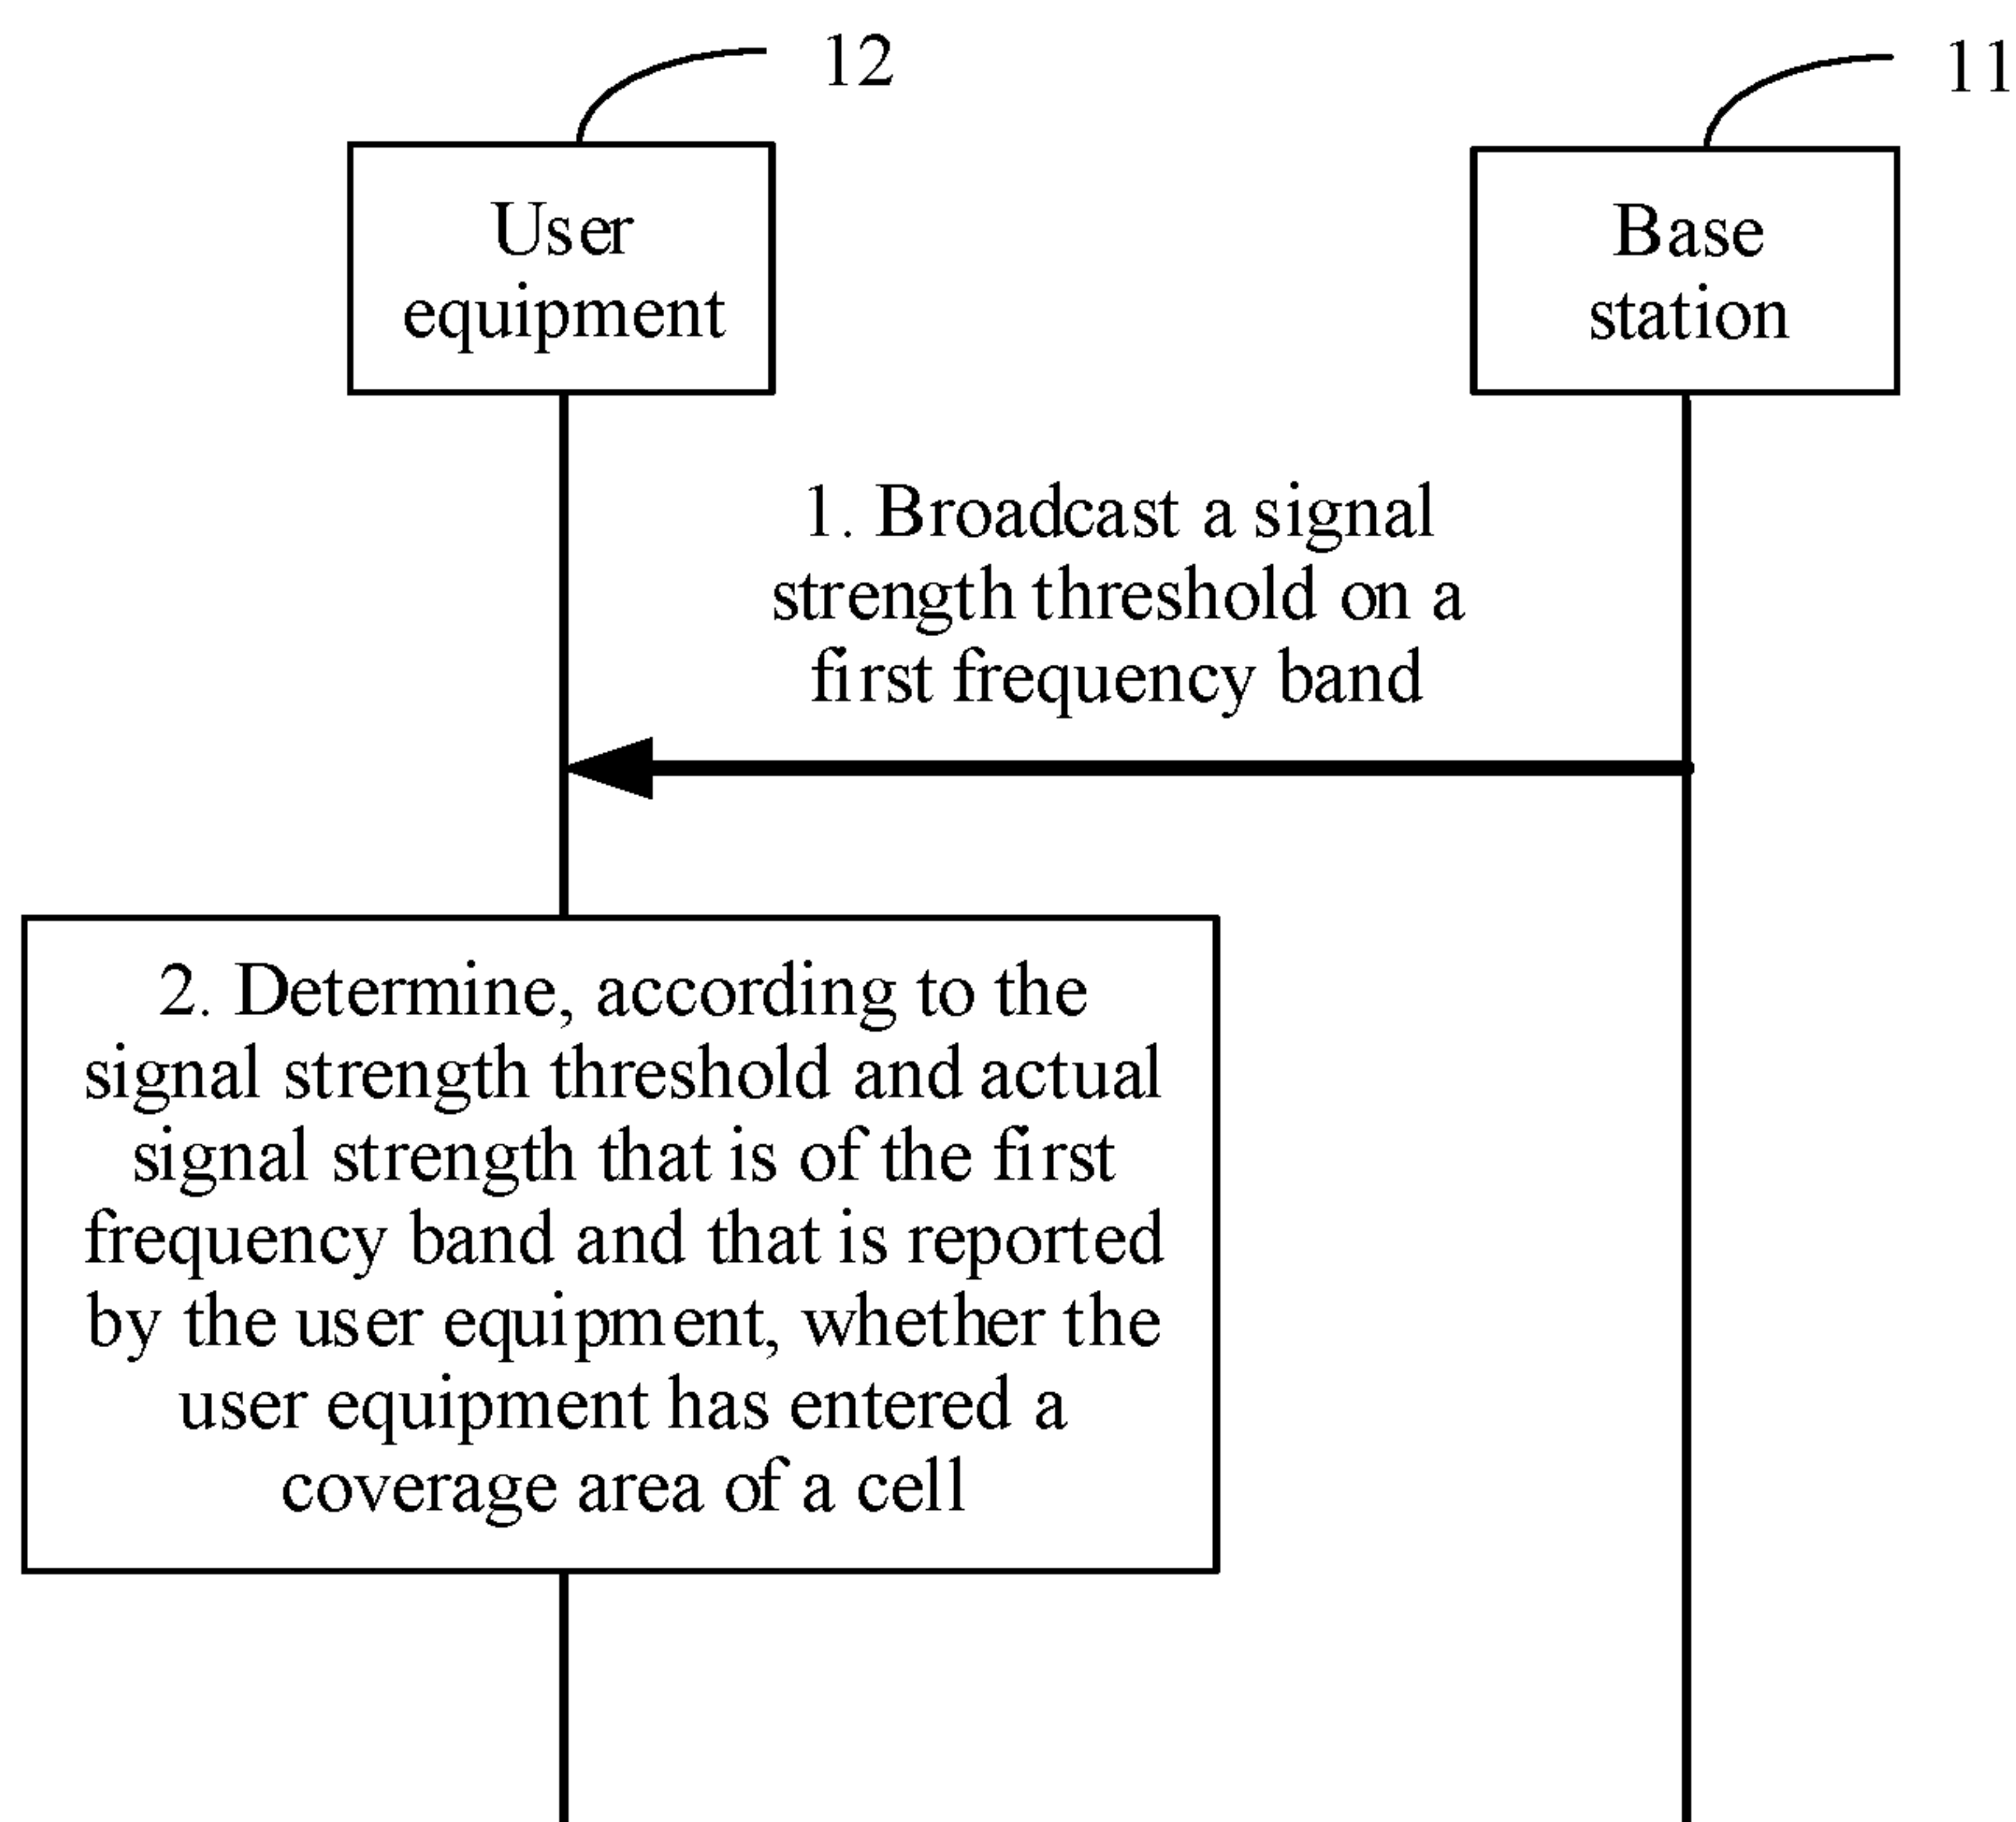 12
11
User
equipment
Base
station
1. Broadcast a signal
strength threshold on a
first frequency band
2. Determine, according to the
signal strength threshold and actual
signal strength that is of the first
frequency band and that is reported
by the user equipment, whether the
user equipment has entered a
coverage area of a cell